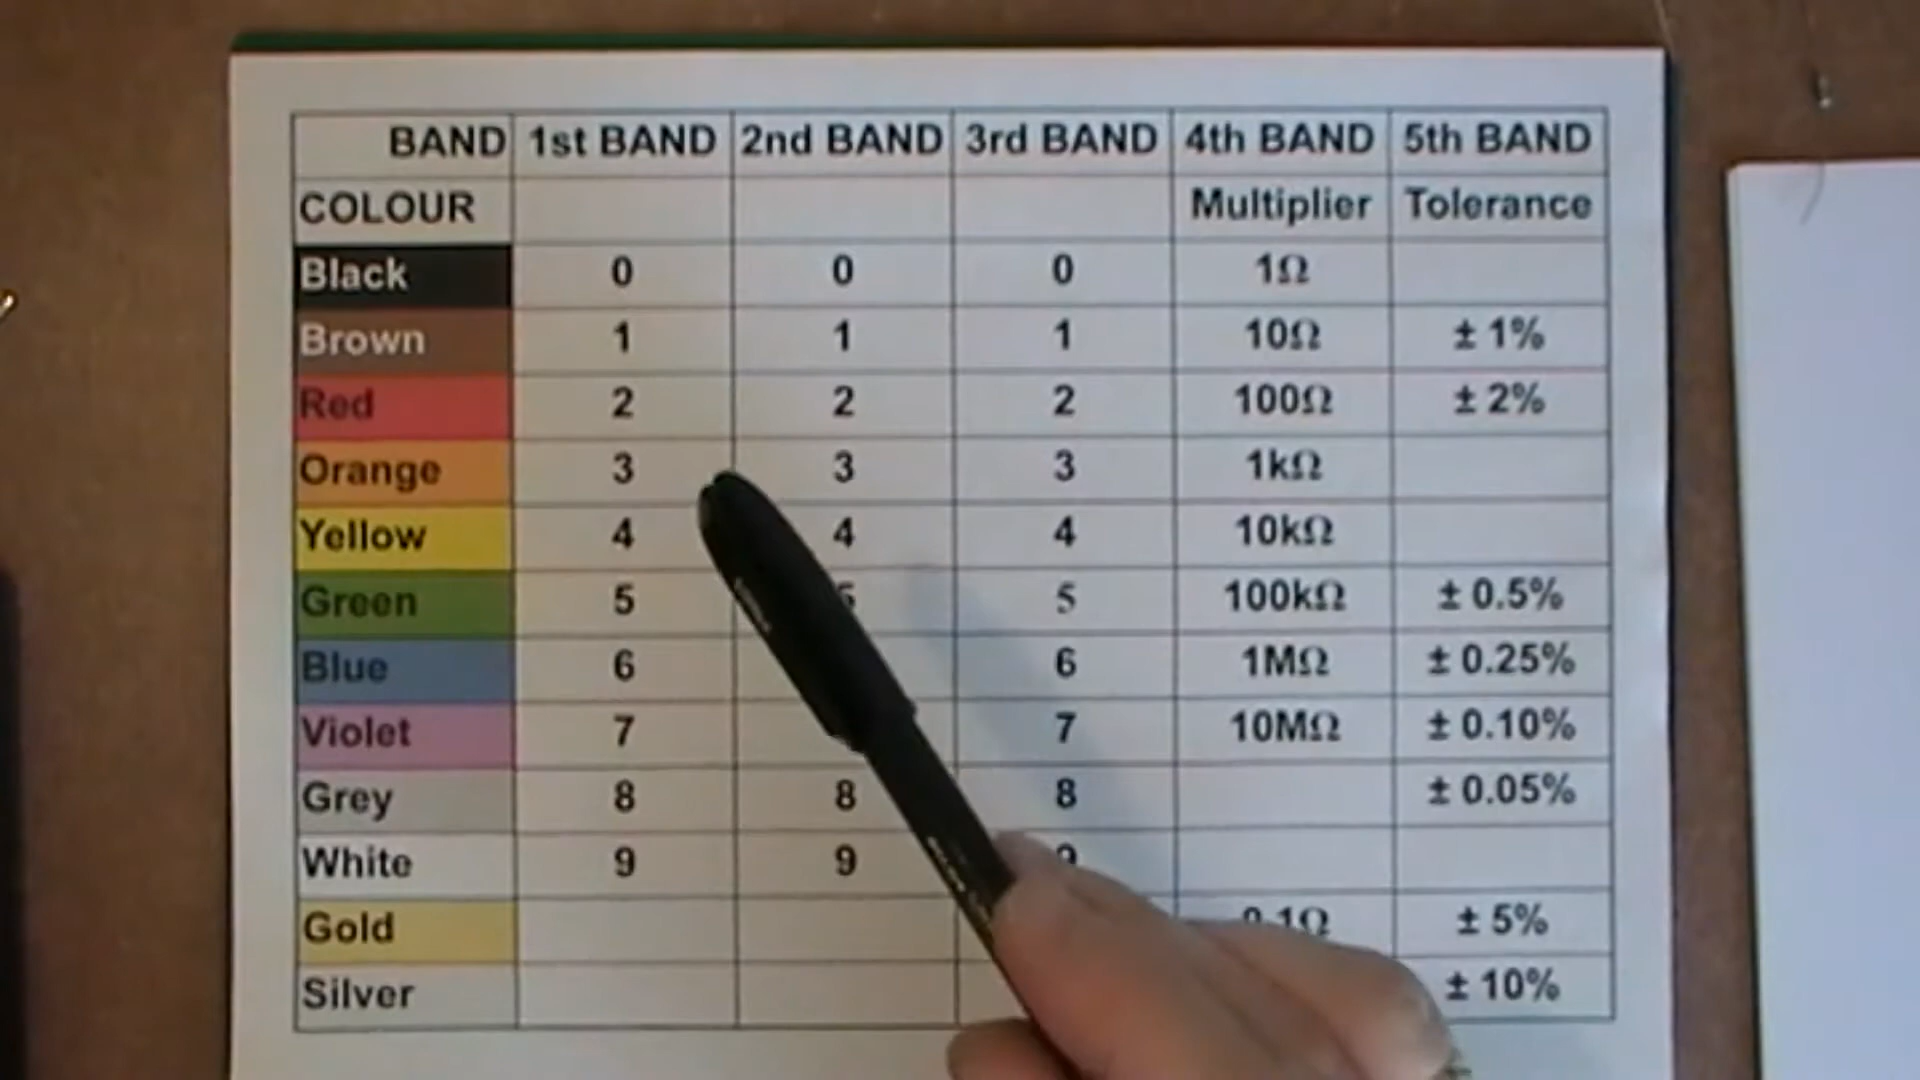 BAND 1st BAND 2nd BAND 3rd BAND 4th BAND 5th BAND
COLOUR Multiplier Tolerance
Black 0 0 0 1Ω
Brown 1 1 1 10Ω ± 1%
Red 2 2 2 100Ω ± 2%
Orange 3 3 3 1kΩ
Yellow 4 4 4 10kΩ
Green 5 5 5 100kΩ ± 0.5%
Blue 6 6 1MΩ ± 0.25%
Violet 7 7 10MΩ ± 0.10%
Grey 8 8 8 ± 0.05%
White 9 9 9
Gold 0.1Ω ± 5%
Silver ± 10%